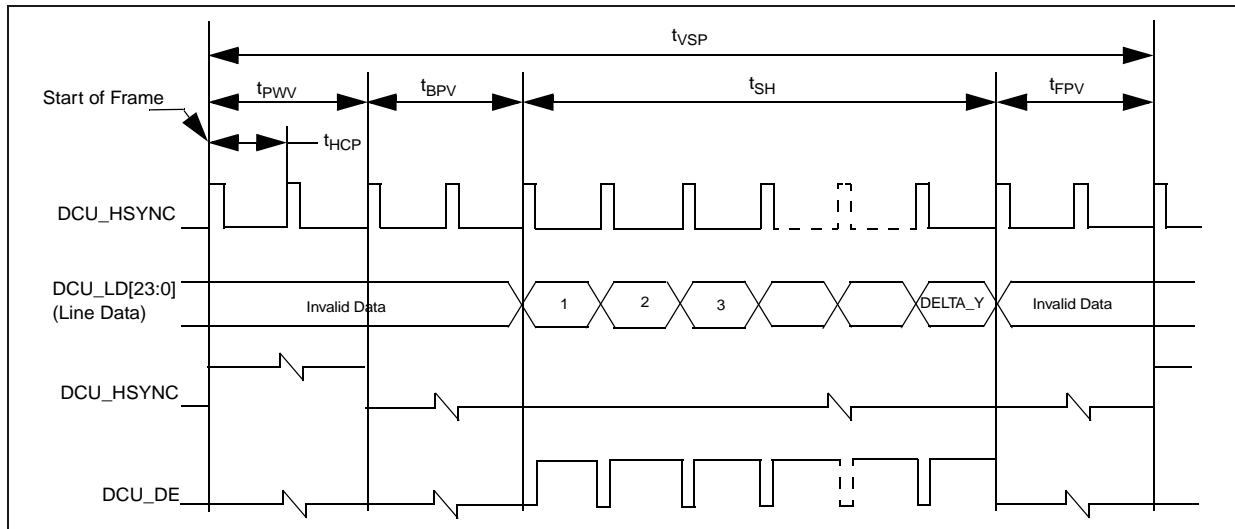 tVSP
tPWV
tBPV
tSH
tFPV
Start of Frame
tHCP
DCU_HSYNC
DCU_LD[23:0]
(Line Data)
Invalid Data
1
2
3
DELTA_Y
Invalid Data
DCU_HSYNC
DCU_DE